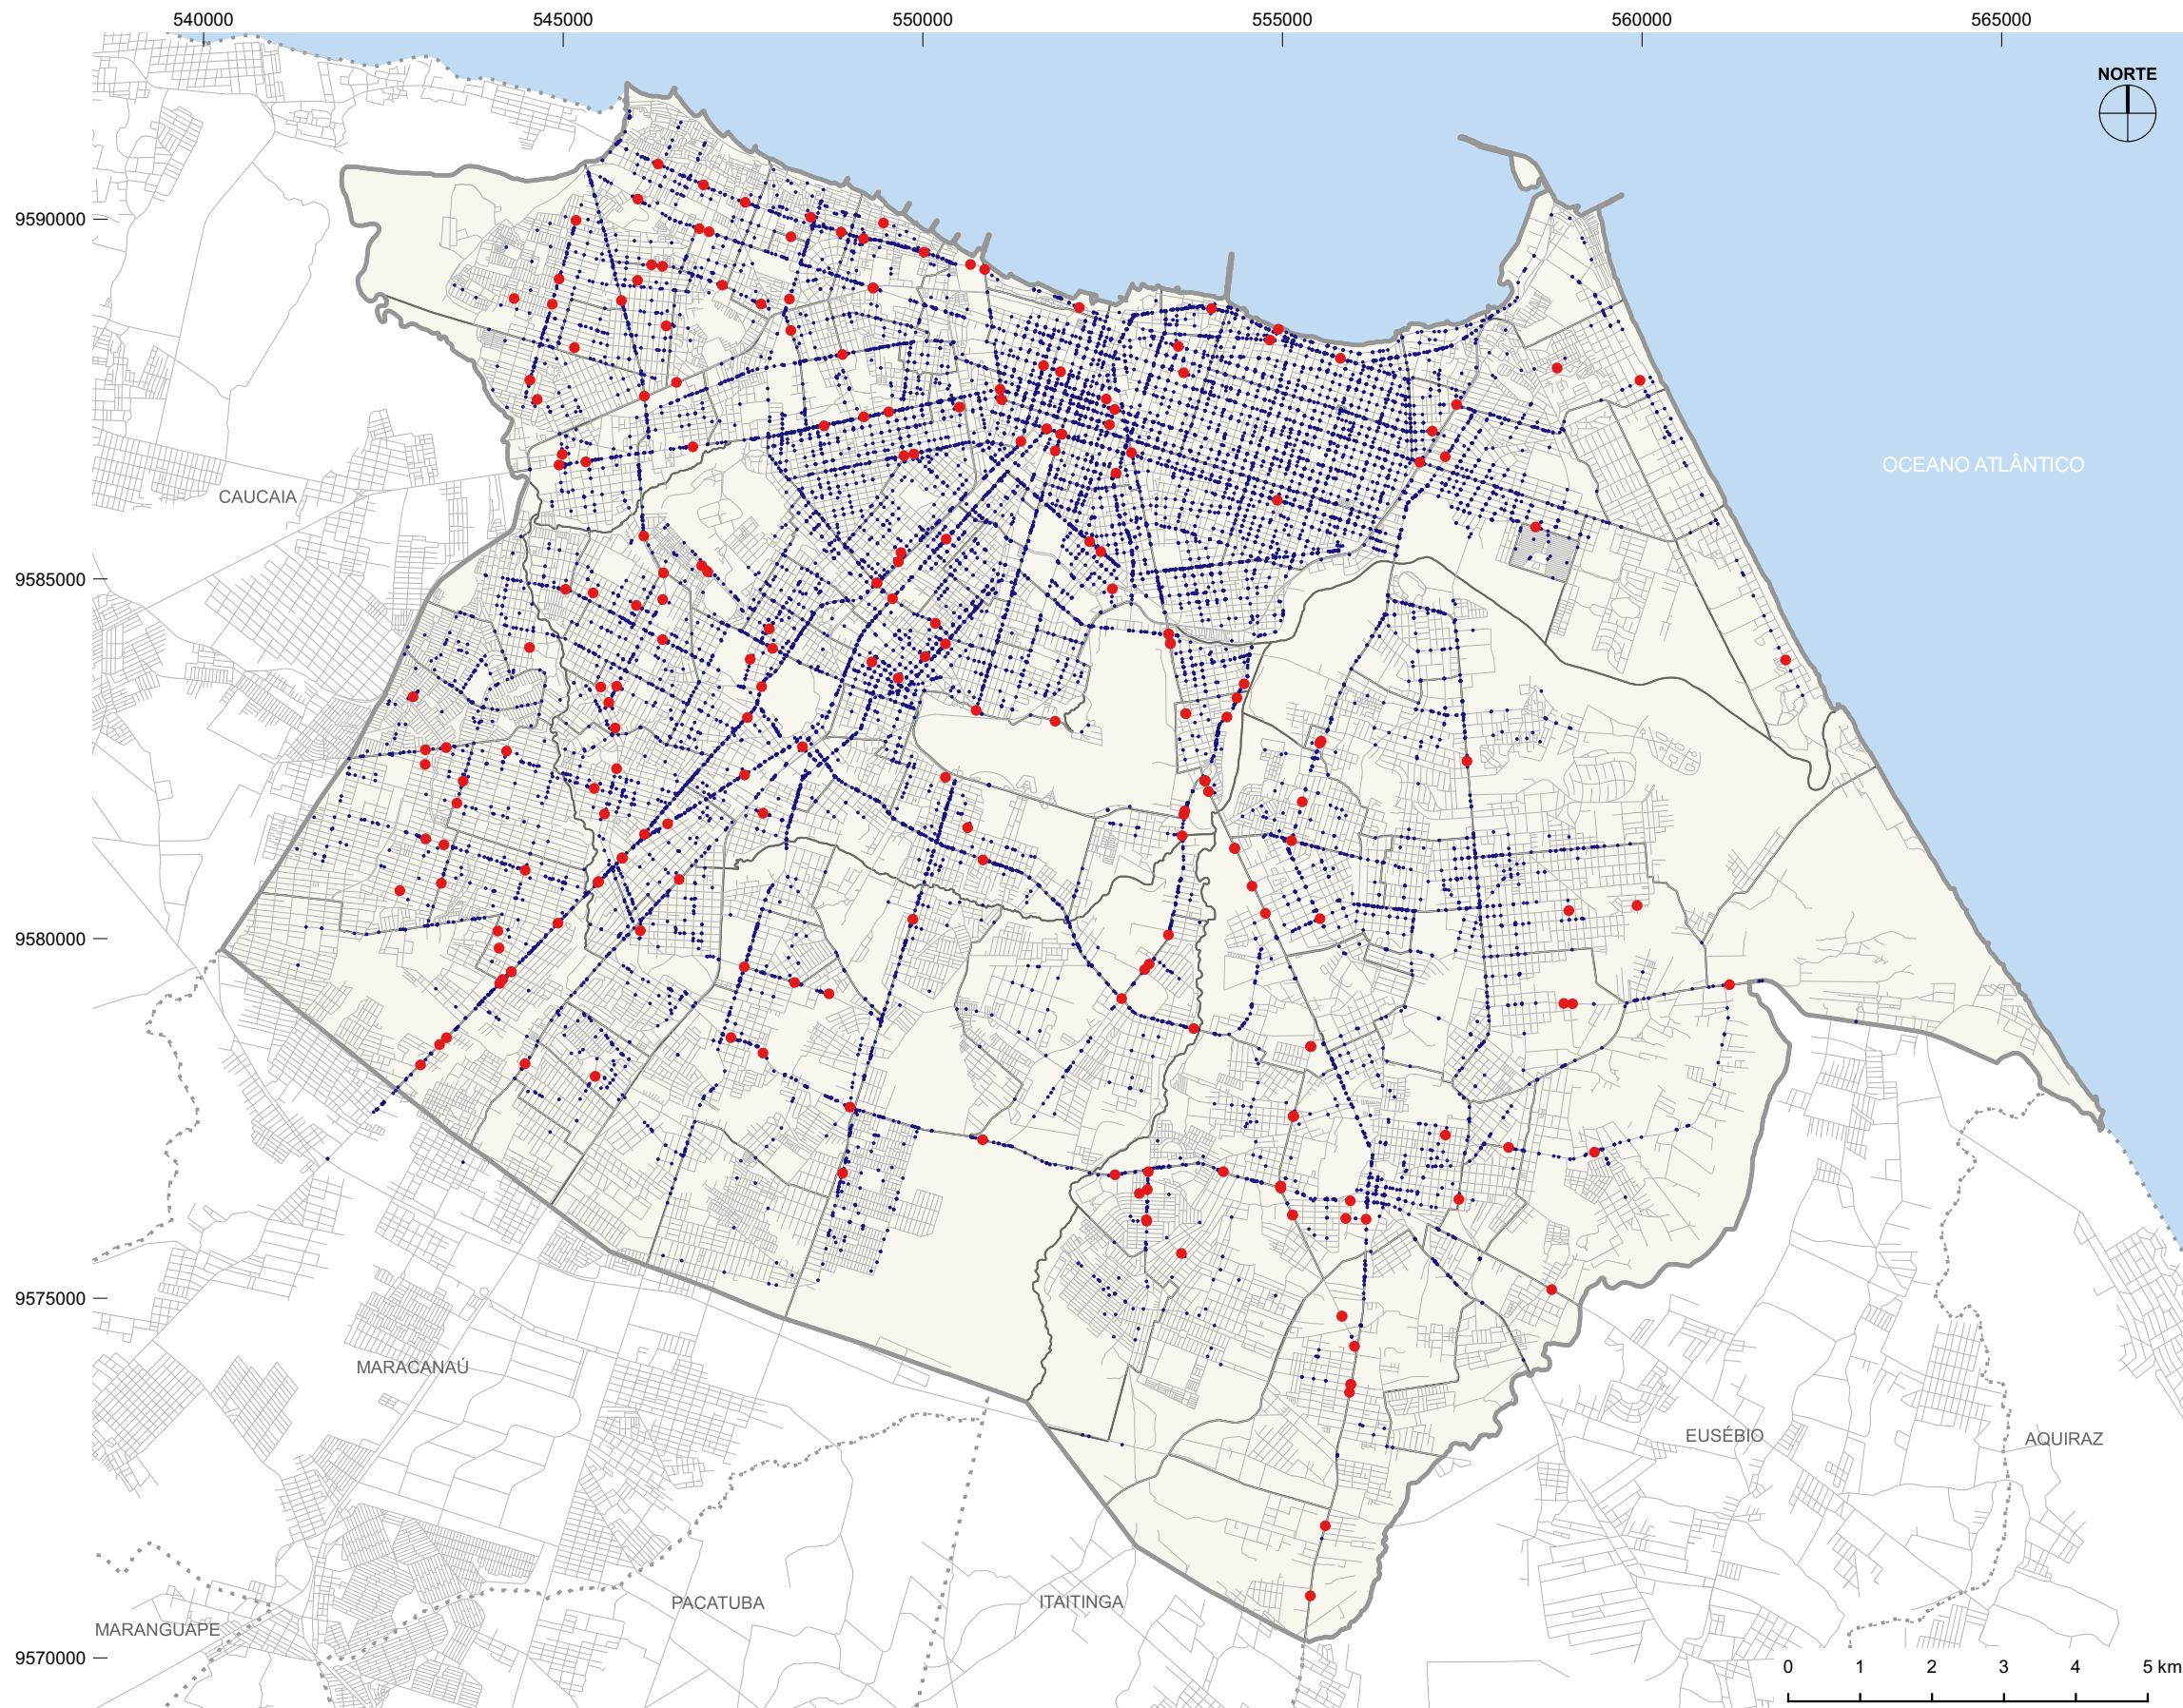 540000 545000 550000 555000 560000 565000
NORTE
9590000
OCEANO ATLÂNTICO
CAUCAIA
9585000
9580000
9575000
MARACANAÚ
EUSÉBIO
AQUIRAZ
PACATUBA
ITAITINGA
MARANGUAPE
9570000
0 1 2 3 4 5 km